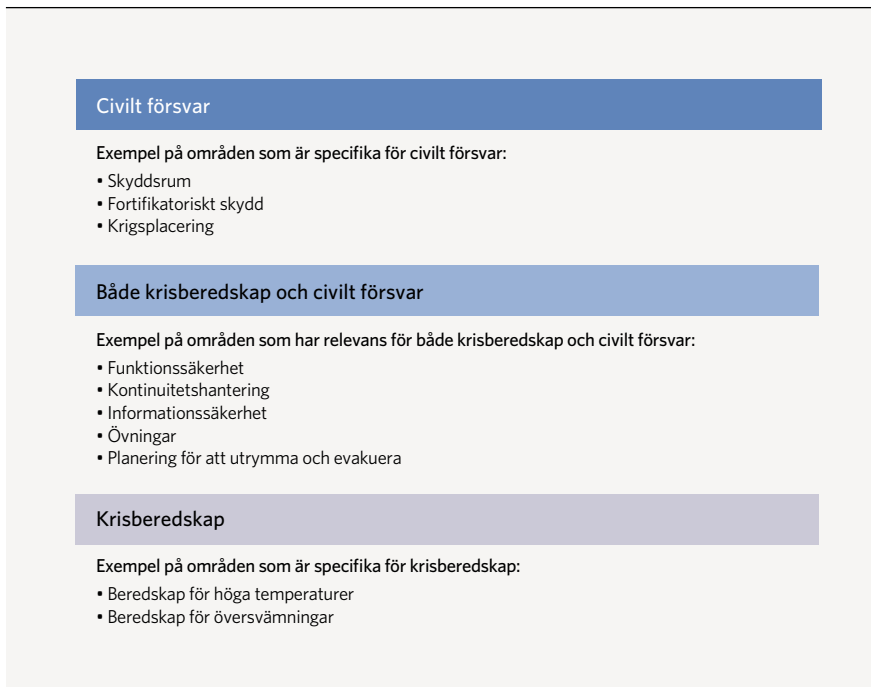 Civilt försvar
Exempel på områden som är specifika för civilt försvar:
• Skyddsrum
• Fortifikatoriskt skydd
• Krigsplacering
Både krisberedskap och civilt försvar
Exempel på områden som har relevans för både krisberedskap och civilt försvar:
• Funktionssäkerhet
• Kontinuitetshantering
• Informationssäkerhet
• Övningar
• Planering för att utrymma och evakuera
Krisberedskap
Exempel på områden som är specifika för krisberedskap:
• Beredskap för höga temperaturer
• Beredskap för översvämningar